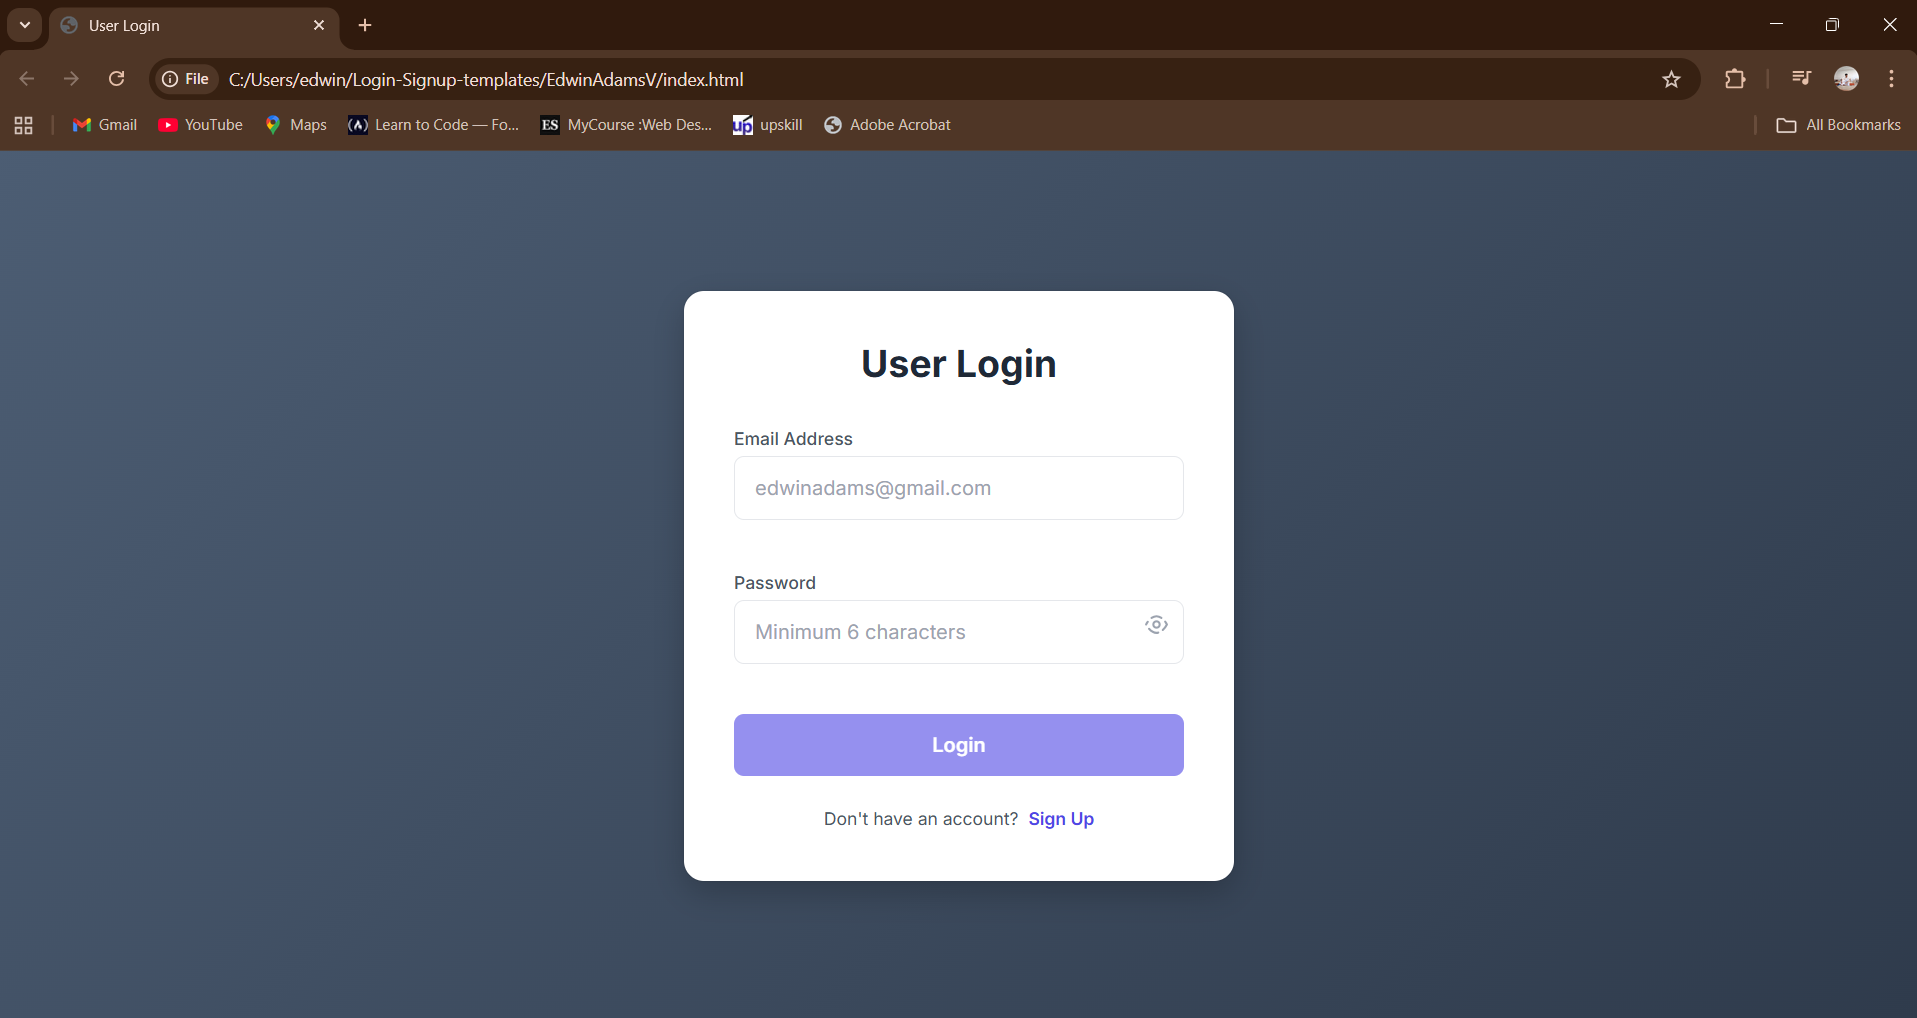 User Login
File C:/Users/edwin/Login-Signup-templates/EdwinAdamsV/index.html
Gmail YouTube Maps Learn to Code — Fo... ES MyCourse :Web Des... up upskill Adobe Acrobat All Bookmarks
User Login
Email Address
edwinadams@gmail.com
Password
Minimum 6 characters
Login
Don't have an account? Sign Up